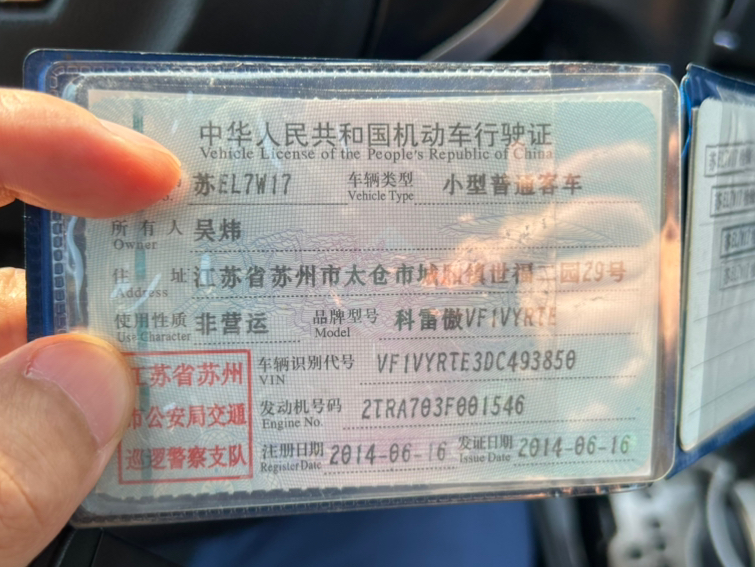 中华人民共和国机动车行驶证
Vehicle License of the People's Republic of China
苏EL7W17 车辆类型 小型普通客车
Vehicle Type
所有人 吴炜
Owner
住址 江苏省苏州市太仓市城厢镇世福二园29号
Address
使用性质 非营运 品牌型号 科雷傲VF1VYRTE
Use Character Model
车辆识别代号 VF1VYRTE3DC493850
VIN
发动机号码 2TRA703F001546
Engine No.
注册日期 2014-06-16 发证日期 2014-06-16
Register Date Issue Date
江苏省苏州
市公安局交通
巡逻警察支队